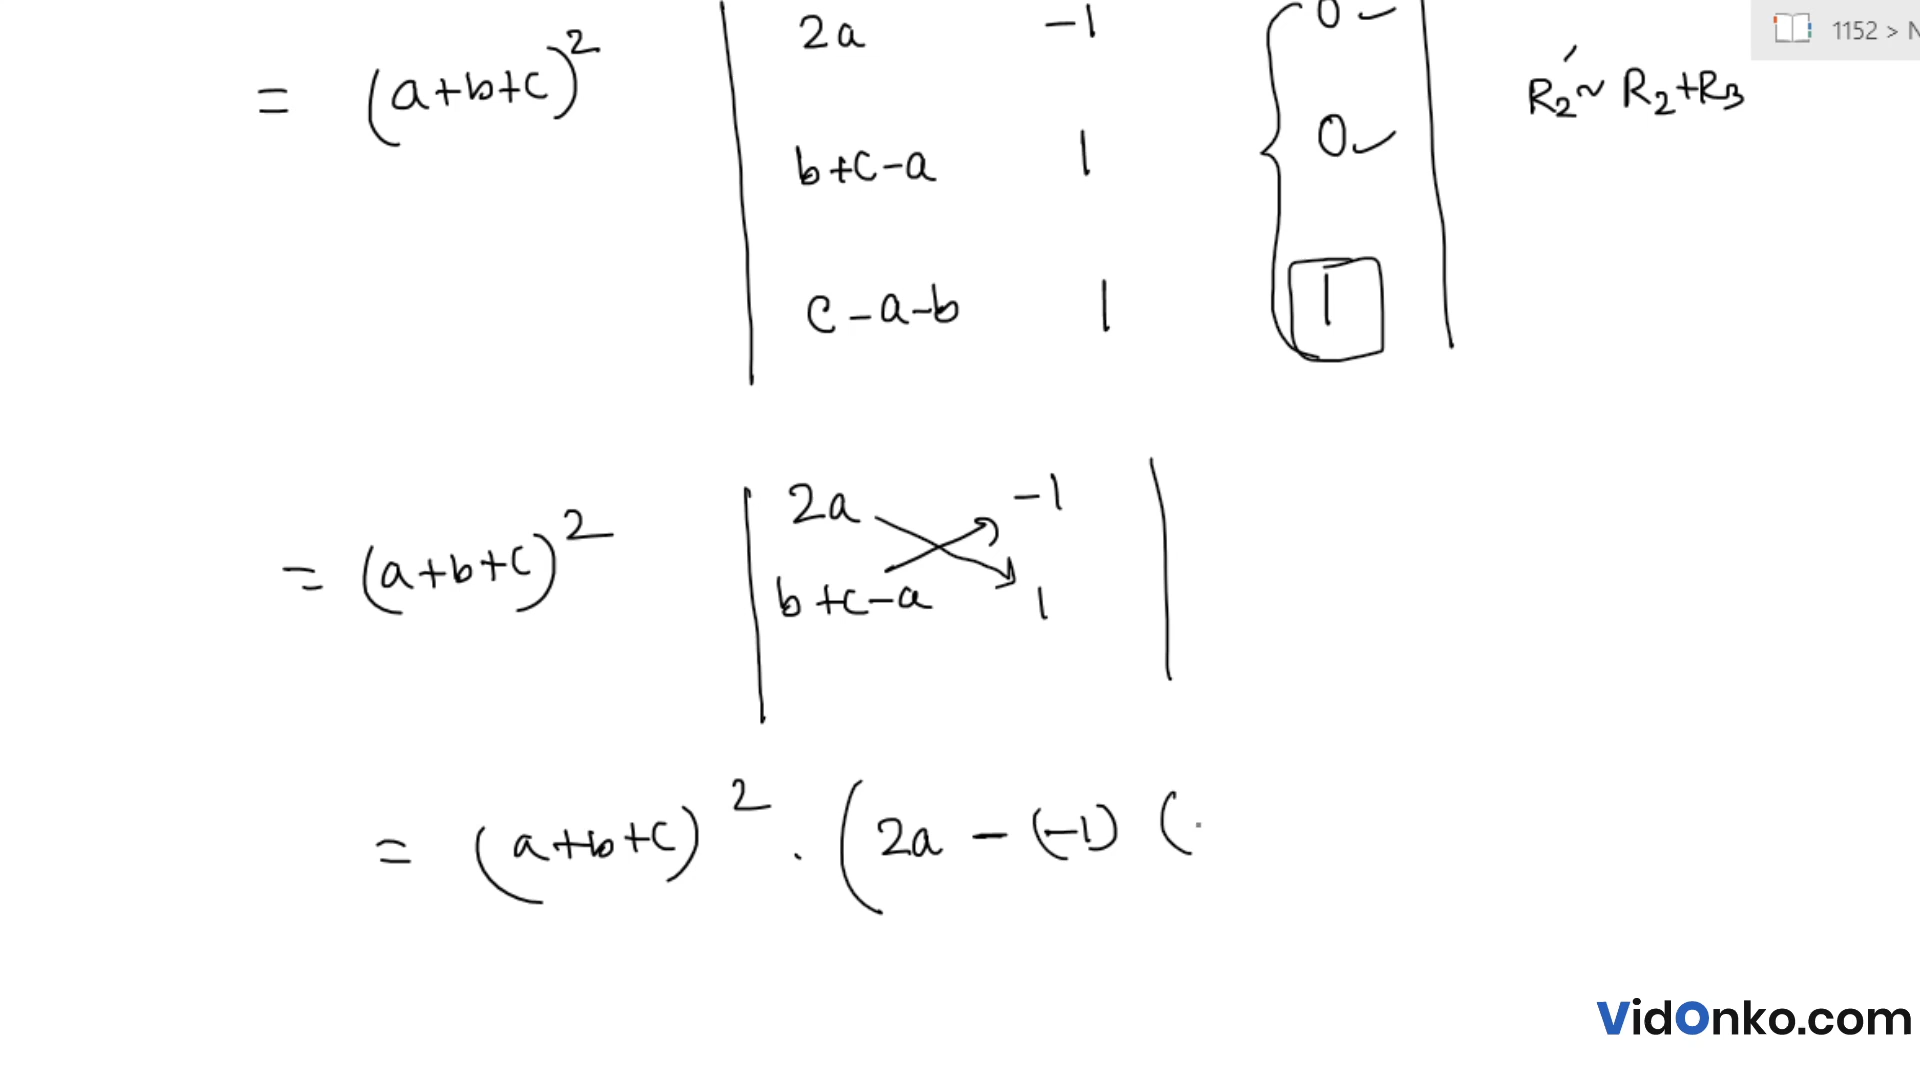 1152 > N
2a -1 0
= (a+b+c)² R₂′ ~ R₂+R₃
b+c-a 1 0
c-a-b 1 1
2a -1
= (a+b+c)²
b+c-a 1
= (a+b+c)² . (2a - (-1) (
VidOnko.com